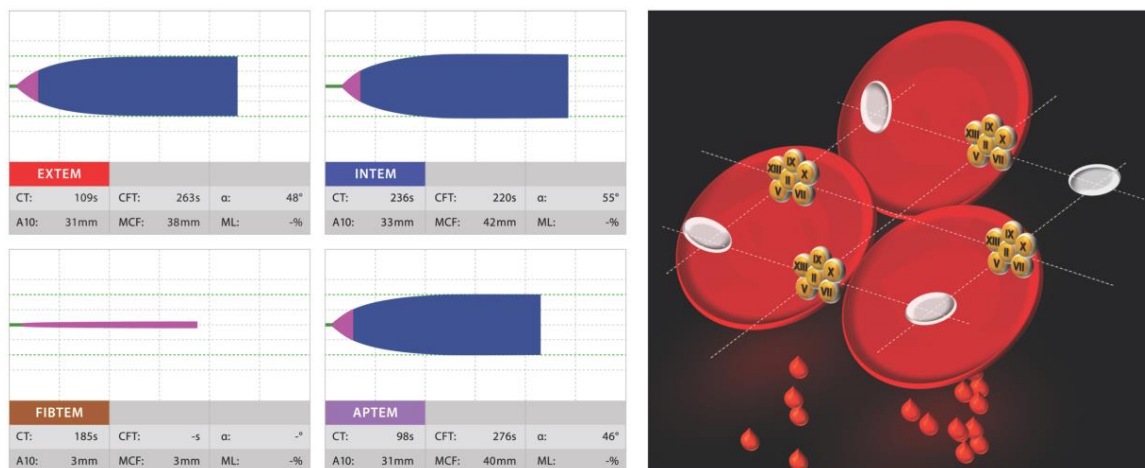 EXTEM
CT: 109s CFT: 263s α: 48°
A10: 31mm MCF: 38mm ML: -%
INTEM
CT: 236s CFT: 220s α: 55°
A10: 33mm MCF: 42mm ML: -%
FIBTEM
CT: 185s CFT: -s α: -°
A10: 3mm MCF: 3mm ML: -%
APTEM
CT: 98s CFT: 276s α: 46°
A10: 31mm MCF: 40mm ML: -%
XIII IX X
II
V VII
XIII IX X
II
V VII
XIII IX X
II
V VII
XIII IX X
II
V VII